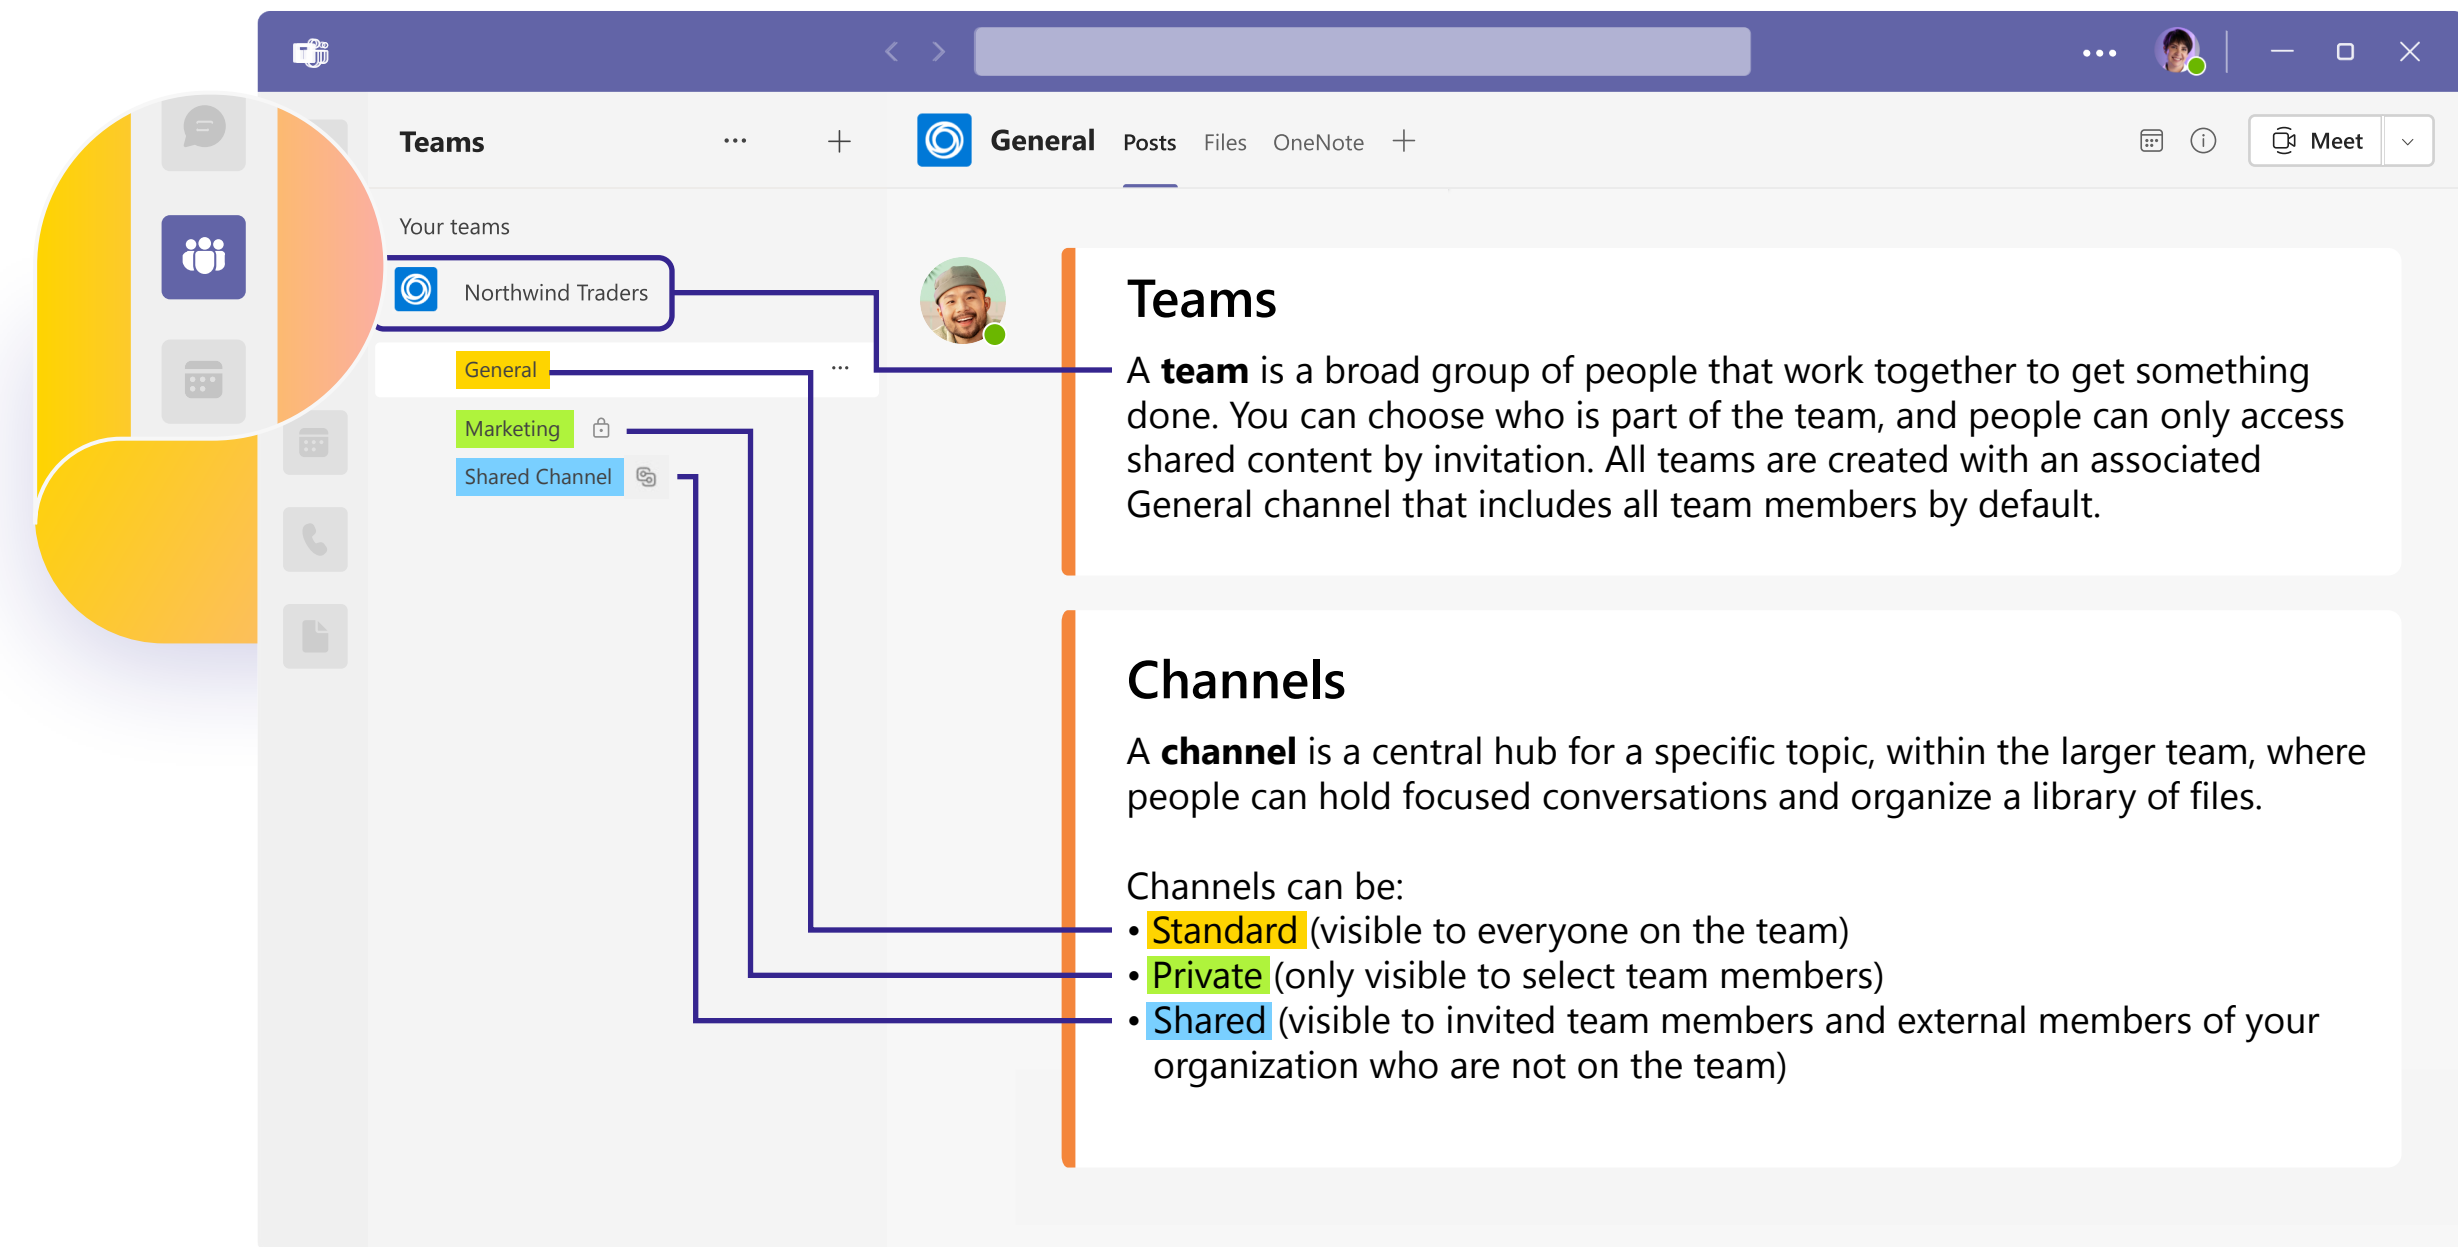 Teams
General
Posts
Files
OneNote
Meet
Your teams
Northwind Traders
General
Marketing
Shared Channel
Teams
A team is a broad group of people that work together to get something
done. You can choose who is part of the team, and people can only access
shared content by invitation. All teams are created with an associated
General channel that includes all team members by default.
Channels
A channel is a central hub for a specific topic, within the larger team, where
people can hold focused conversations and organize a library of files.
Channels can be:
• Standard (visible to everyone on the team)
• Private (only visible to select team members)
• Shared (visible to invited team members and external members of your
organization who are not on the team)